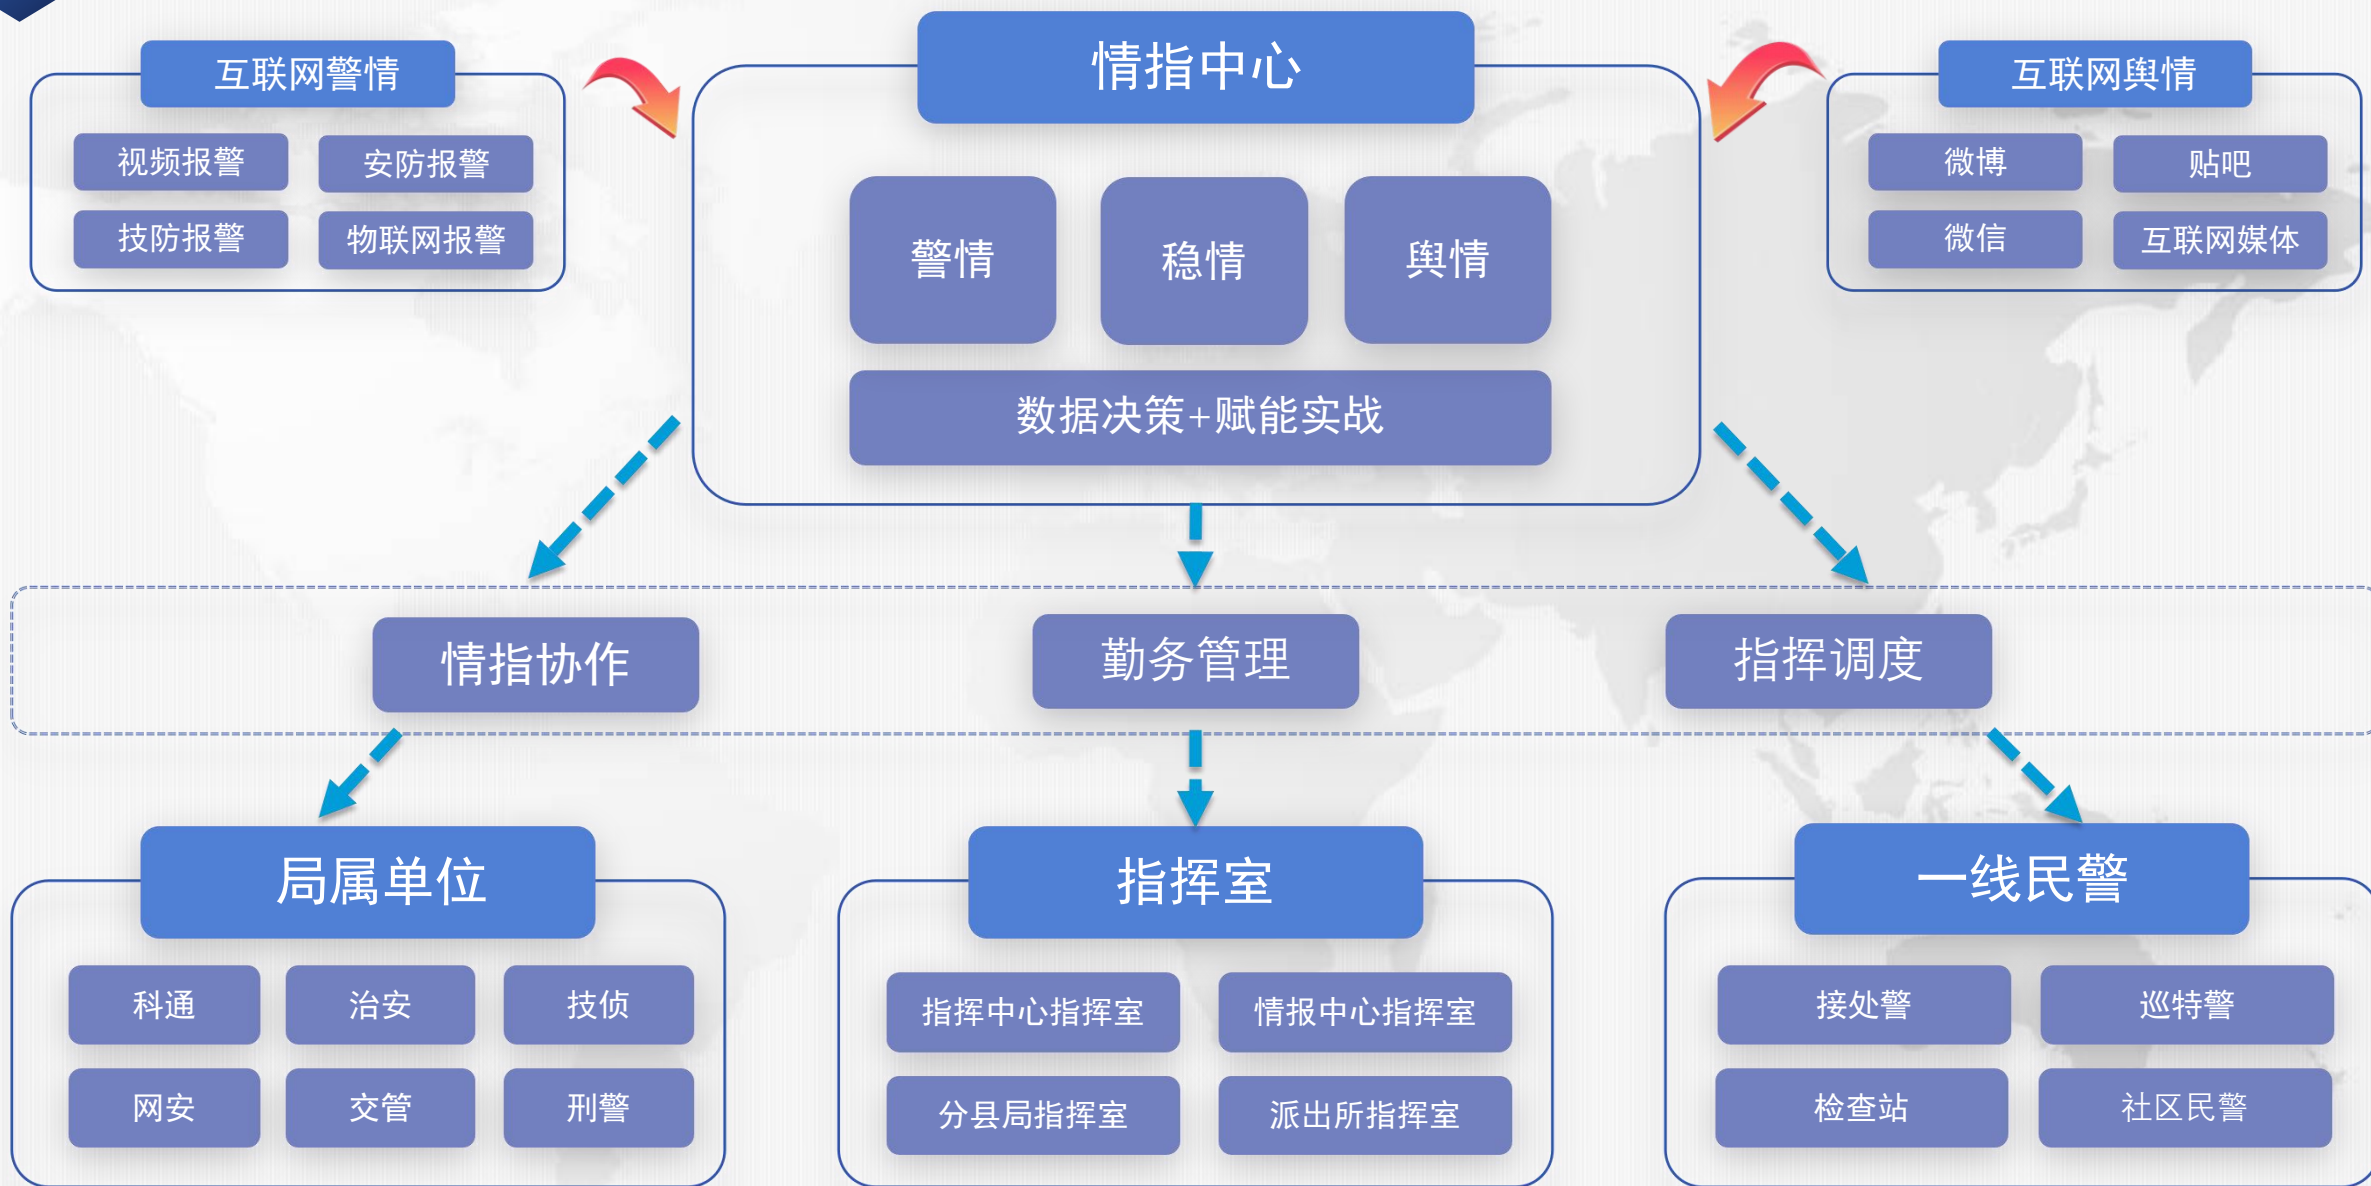 互联网警情
视频报警
安防报警
技防报警
物联网报警
情指中心
警情
稳情
舆情
数据决策+赋能实战
互联网舆情
微博
贴吧
微信
互联网媒体
情指协作
勤务管理
指挥调度
局属单位
科通
治安
技侦
网安
交管
刑警
指挥室
指挥中心指挥室
情报中心指挥室
分县局指挥室
派出所指挥室
一线民警
接处警
巡特警
检查站
社区民警